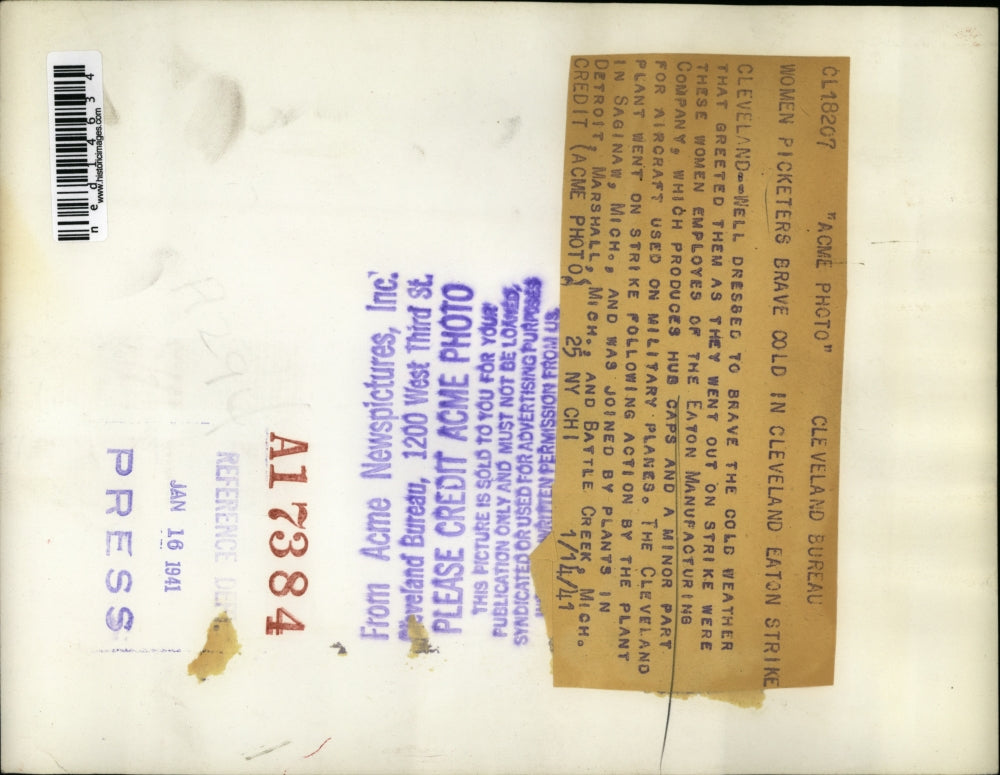 CL18207 "ACME PHOTO" CLEVELAND BUREAU
WOMEN PICKETERS BRAVE COLD IN CLEVELAND EATON STRIKE
CLEVELAND--WELL DRESSED TO BRAVE THE COLD WEATHER
THAT GREETED THEM AS THEY WENT OUT ON STRIKE WERE
THESE WOMEN EMPLOYES OF THE EATON MANUFACTURING
COMPANY, WHICH PRODUCES HUB CAPS AND A MINOR PART
FOR AIRCRAFT USED ON MILITARY PLANES. THE CLEVELAND
PLANT WENT ON STRIKE FOLLOWING ACTION BY THE PLANT
IN SAGINAW, MICH., AND WAS JOINED BY PLANTS IN
DETROIT, MARSHALL, MICH., AND BATTLE CREEK, MICH.
CREDIT (ACME PHOTO) 25 NY CHI 1/14/41
From Acme Newspictures, Inc.
Cleveland Bureau, 1200 West Third St.
PLEASE CREDIT ACME PHOTO
THIS PICTURE IS SOLD TO YOU FOR YOUR
PUBLICATION ONLY AND MUST NOT BE LOANED,
SYNDICATED OR USED FOR ADVERTISING PURPOSES
WRITTEN PERMISSION FROM US
A17384
REFERENCE
JAN 16 1941
PRESS
www.historicimages.com
ned14634